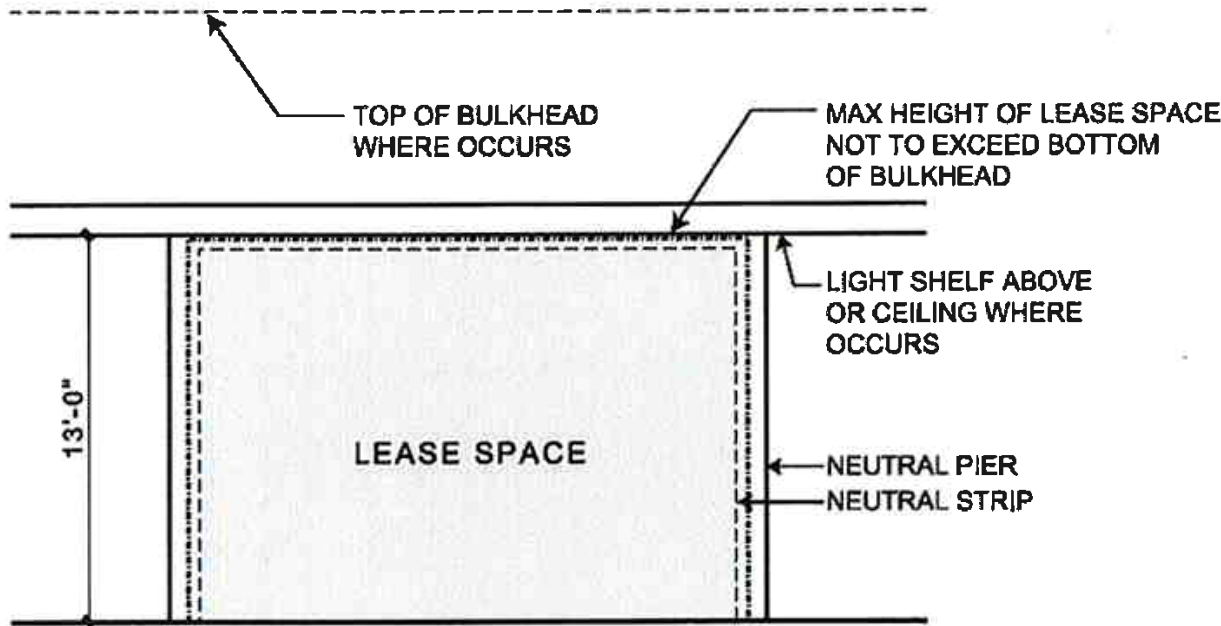 TOP OF BULKHEAD
WHERE OCCURS
MAX HEIGHT OF LEASE SPACE
NOT TO EXCEED BOTTOM
OF BULKHEAD
LIGHT SHELF ABOVE
OR CEILING WHERE
OCCURS
13'-0"
LEASE SPACE
NEUTRAL PIER
NEUTRAL STRIP